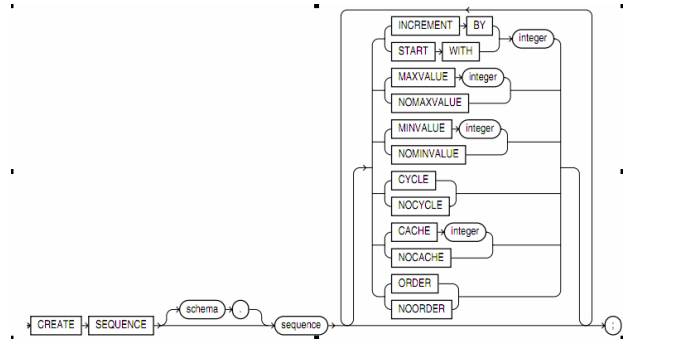 INCREMENT BY
integer
START WITH
MAXVALUE integer
NOMAXVALUE
MINVALUE integer
NOMINVALUE
CYCLE
NOCYCLE
CACHE integer
NOCACHE
ORDER
schema .
NOORDER
CREATE SEQUENCE sequence ;